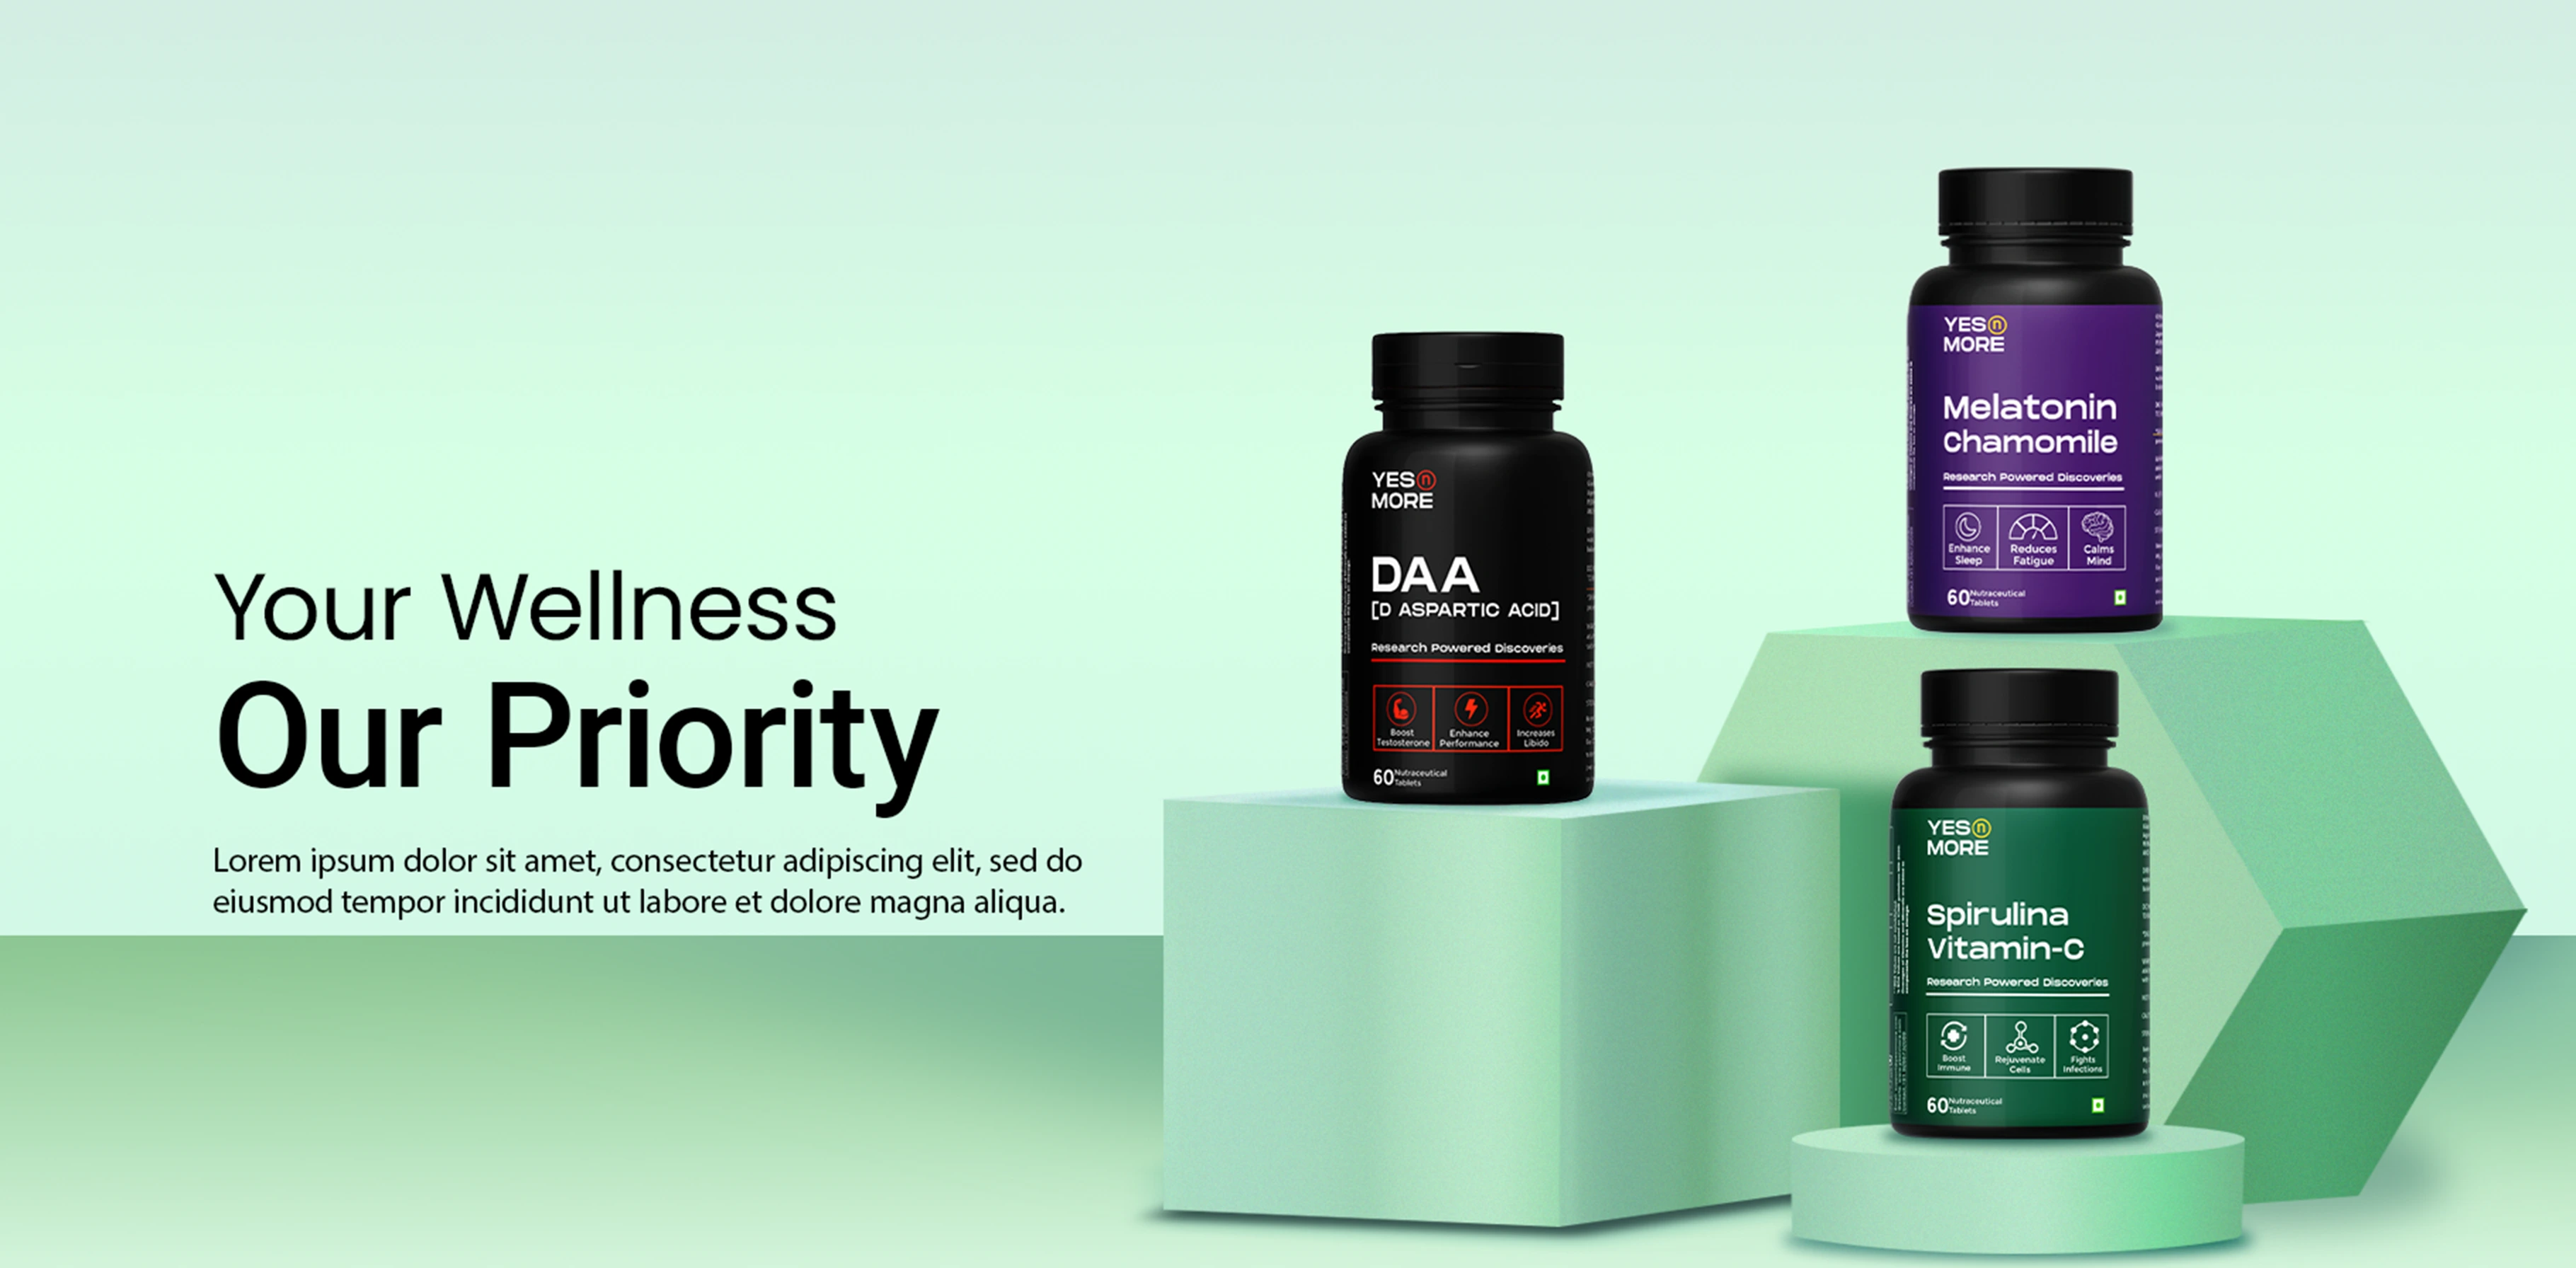 Your Wellness
Our Priority
Lorem ipsum dolor sit amet, consectetur adipiscing elit, sed do
eiusmod tempor incididunt ut labore et dolore magna aliqua.
YES n
MORE
DAA
[D ASPARTIC ACID]
Research Powered Discoveries
Boost
Testosterone
Enhance
Performance
Increases
Libido
60 Nutraceutical
Tablets
YES n
MORE
Melatonin
Chamomile
Research Powered Discoveries
Enhance
Sleep
Reduces
Fatigue
Calms
Mind
60 Nutraceutical
Tablets
YES n
MORE
Spirulina
Vitamin-C
Research Powered Discoveries
Boost
Immune
Rejuvenate
Cells
Fights
Infections
60 Nutraceutical
Tablets